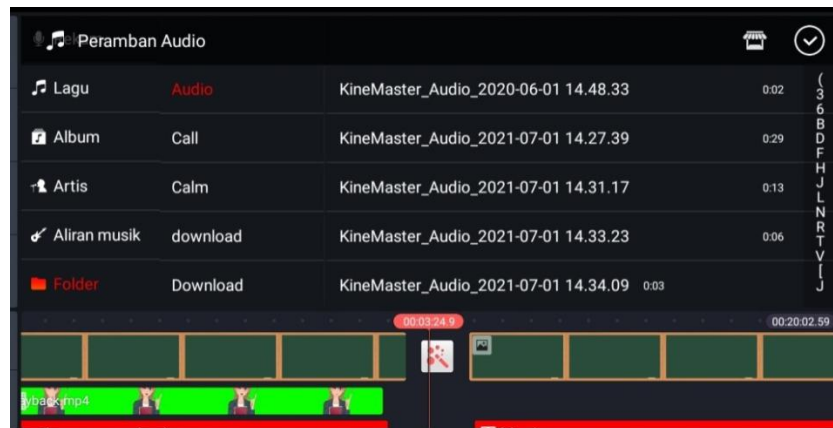 Peramban Audio
Lagu Audio KineMaster_Audio_2020-06-01 14.48.33 0:02
Album Call KineMaster_Audio_2021-07-01 14.27.39 0:29
Artis Calm KineMaster_Audio_2021-07-01 14.31.17 0:13
Aliran musik download KineMaster_Audio_2021-07-01 14.33.23 0:06
Folder Download KineMaster_Audio_2021-07-01 14.34.09 0:03
(
3
6
B
D
F
H
J
L
N
R
T
V
[
J
00:03:24.9 00:20:02.59
yback.mp4